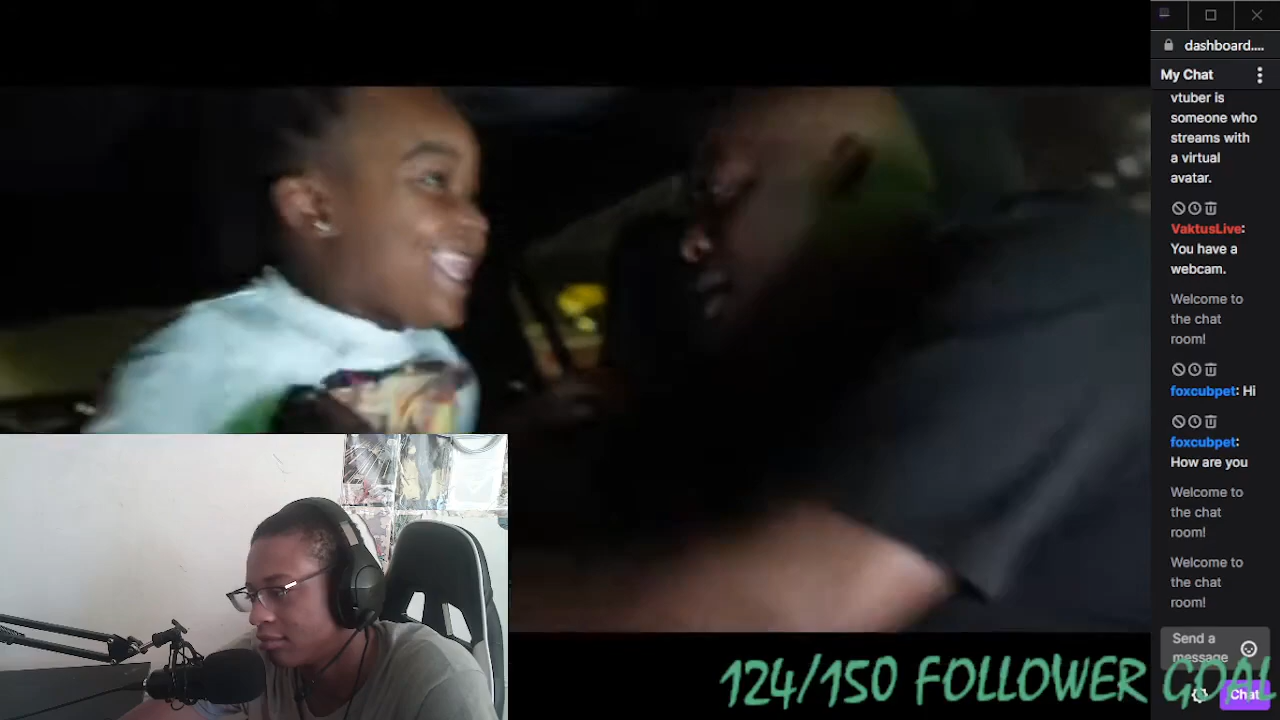 dashboard....
My Chat
vtuber is
someone who
streams with
a virtual
avatar.
VaktusLive:
You have a
webcam.
Welcome to
the chat
room!
foxcubpet: Hi
foxcubpet:
How are you
Welcome to
the chat
room!
Welcome to
the chat
room!
Send a
message
Chat
124/150 FOLLOWER GOAL